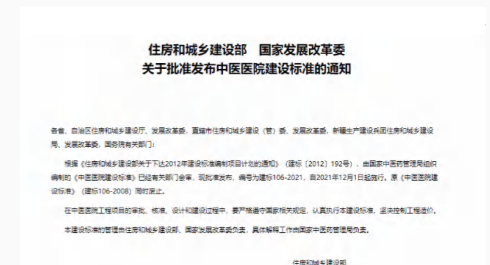 住房和城乡建设部 国家发展改革委
关于批准发布中医医院建设标准的通知
各省、自治区住房和城乡建设厅、发展改革委，直辖市住房和城乡建设（管）委、发展改革委，新疆生产建设兵团住房和城乡建设
局、发展改革委，国务院有关部门：
根据《住房和城乡建设部关于下达2012年建设标准编制项目计划的通知》（建标〔2012〕192号），由国家中医药管理局组织
编制的《中医医院建设标准》已经有关部门会审，现批准发布，编号为建标106-2021，自2021年12月1日起施行。原《中医医院建
设标准》（建标106-2008）同时废止。
在中医医院工程项目的审批、核准、设计和建设过程中，要严格遵守国家相关规定，认真执行本建设标准，坚决控制工程造价。
本建设标准的管理由住房和城乡建设部、国家发展改革委负责，具体解释工作由国家中医药管理局负责。
住房和城乡建设部